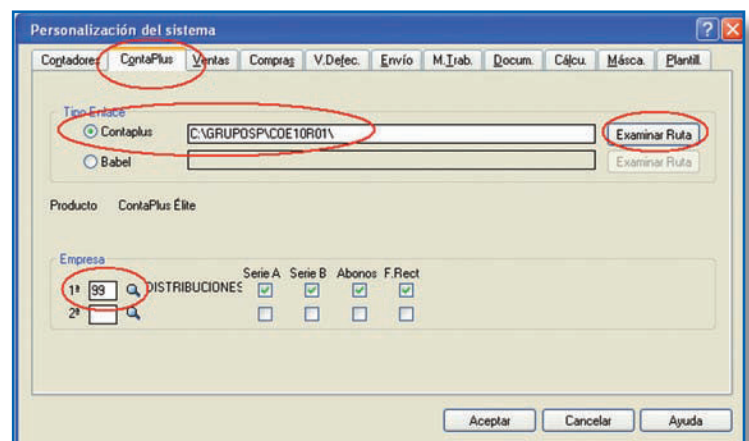 Personalización del sistema
Contadores ContaPlus Ventas Compras V.Defec. Envío M.Trab. Docum. Cálcu. Másca. Plantill.
Tipo Enlace
Contaplus C:\GRUPOSP\COE10R01\ Examinar Ruta
Babel Examinar Ruta
Producto ContaPlus Élite
Empresa
Serie A Serie B Abonos F.Rect
1ª 99 DISTRIBUCIONES
2ª
Aceptar Cancelar Ayuda